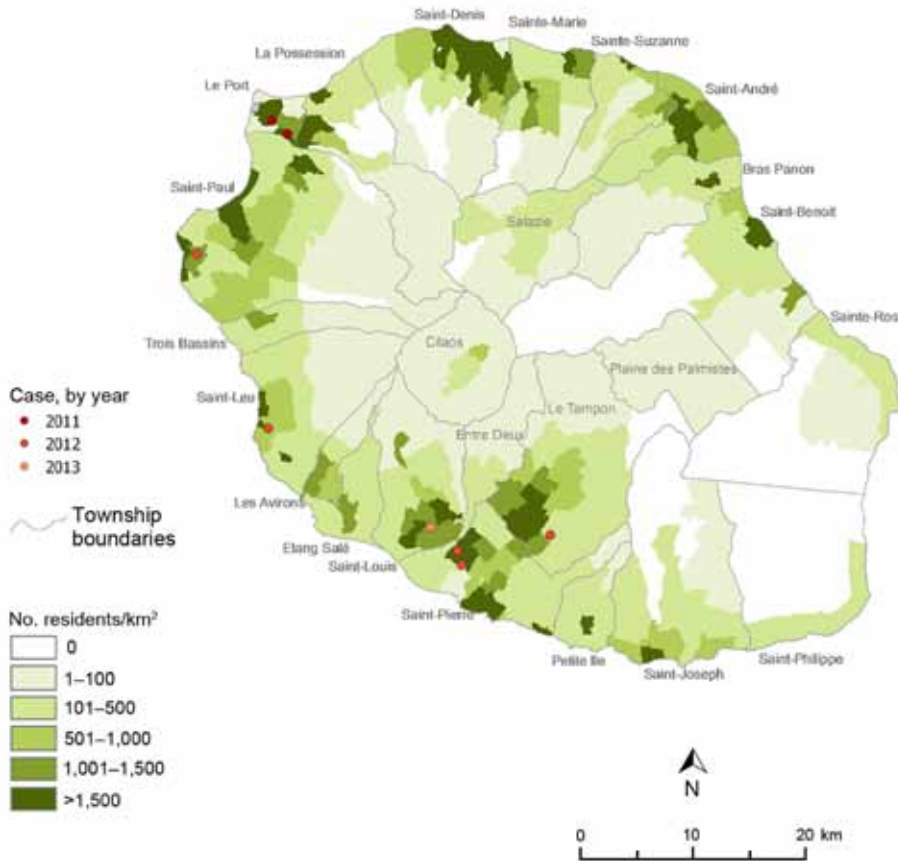 Saint-Denis
Sainte-Marie
La Possession
Sainte-Suzanne
Le Port
Saint-André
Bras Panon
Saint-Paul
Saint-Benoit
Salazie
Sainte-Ros
Trois Bassins
Cilaos
Plaine des Palmistes
Case, by year
Saint-Leu
Le Tampon
2011
2012
Entre Deux
2013
Les Avirons
Township
boundaries
Etang Salé
Saint-Louis
No. residents/km²
Saint-Pierre
0
Petite Ile
Saint-Philippe
1–100
Saint-Joseph
101–500
501–1,000
1,001–1,500
>1,500
N
0 10 20 km